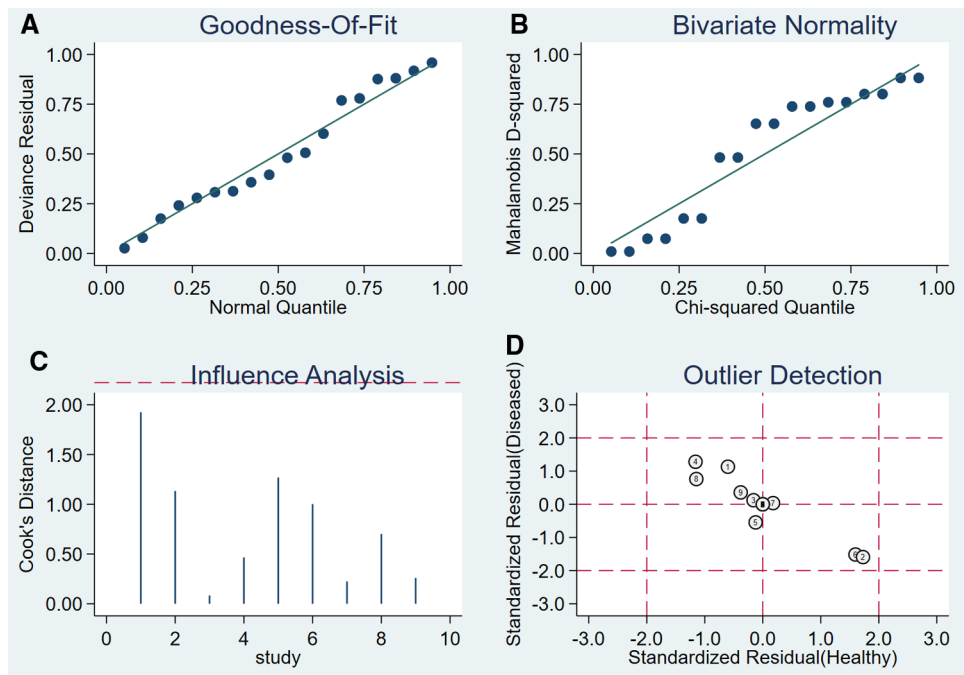 A
Goodness-Of-Fit
Deviance Residual
1.00
0.75
0.50
0.25
0.00
0.00 0.25 0.50 0.75 1.00
Normal Quantile
B
Bivariate Normality
Mahalanobis D-squared
1.00
0.75
0.50
0.25
0.00
0.00 0.25 0.50 0.75 1.00
Chi-squared Quantile
C
Influence Analysis
Cook's Distance
2.00
1.50
1.00
0.50
0.00
0 2 4 6 8 10
study
D
Outlier Detection
Standardized Residual(Diseased)
3.0
2.0
1.0
0.0
-1.0
-2.0
-3.0
4
1
8
9
3
7
5
6 2
-3.0 -2.0 -1.0 0.0 1.0 2.0 3.0
Standardized Residual(Healthy)